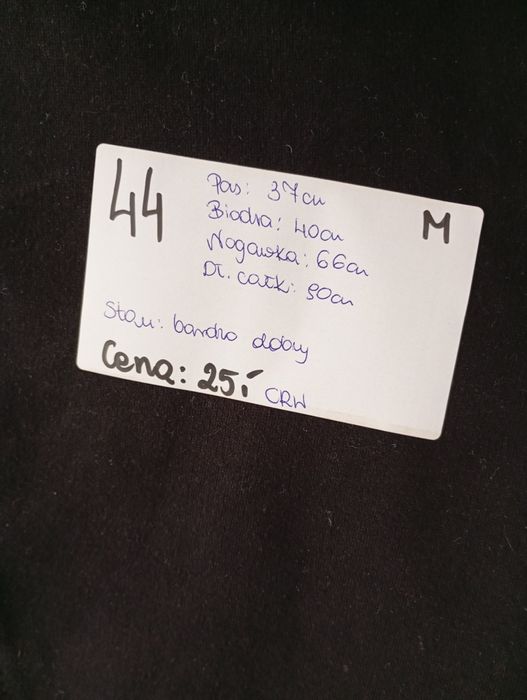 44
M
Pas: 37cm
Biodra: 40cm
Nogawka: 66cm
Dł. całk: 90cm
Stan: bardzo dobry
Cena: 25,-
CRW